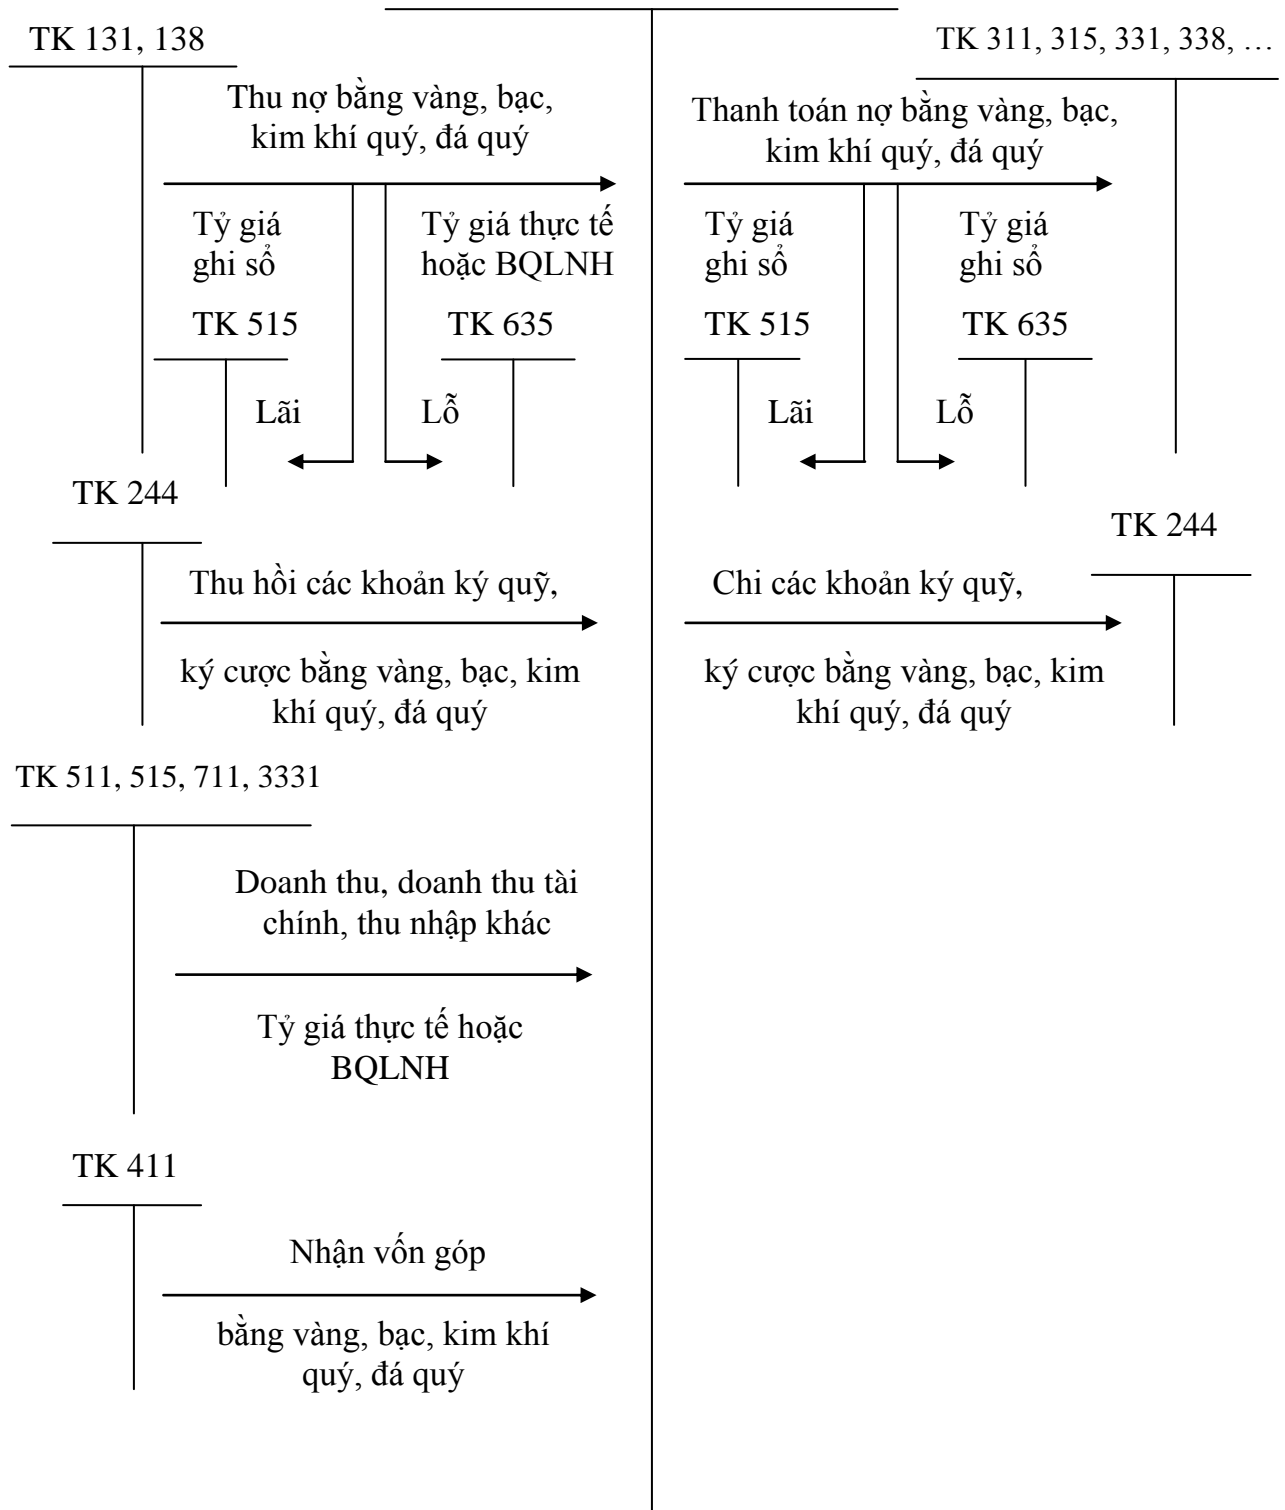 TK 131, 138
TK 311, 315, 331, 338, …
Thu nợ bằng vàng, bạc,
kim khí quý, đá quý
Thanh toán nợ bằng vàng, bạc,
kim khí quý, đá quý
Tỷ giá
ghi sổ
Tỷ giá thực tế
hoặc BQLNH
Tỷ giá
ghi sổ
Tỷ giá
ghi sổ
TK 515
TK 635
TK 515
TK 635
Lãi
Lỗ
Lãi
Lỗ
TK 244
TK 244
Thu hồi các khoản ký quỹ,
ký cược bằng vàng, bạc, kim
khí quý, đá quý
Chi các khoản ký quỹ,
ký cược bằng vàng, bạc, kim
khí quý, đá quý
TK 511, 515, 711, 3331
Doanh thu, doanh thu tài
chính, thu nhập khác
Tỷ giá thực tế hoặc
BQLNH
TK 411
Nhận vốn góp
bằng vàng, bạc, kim khí
quý, đá quý